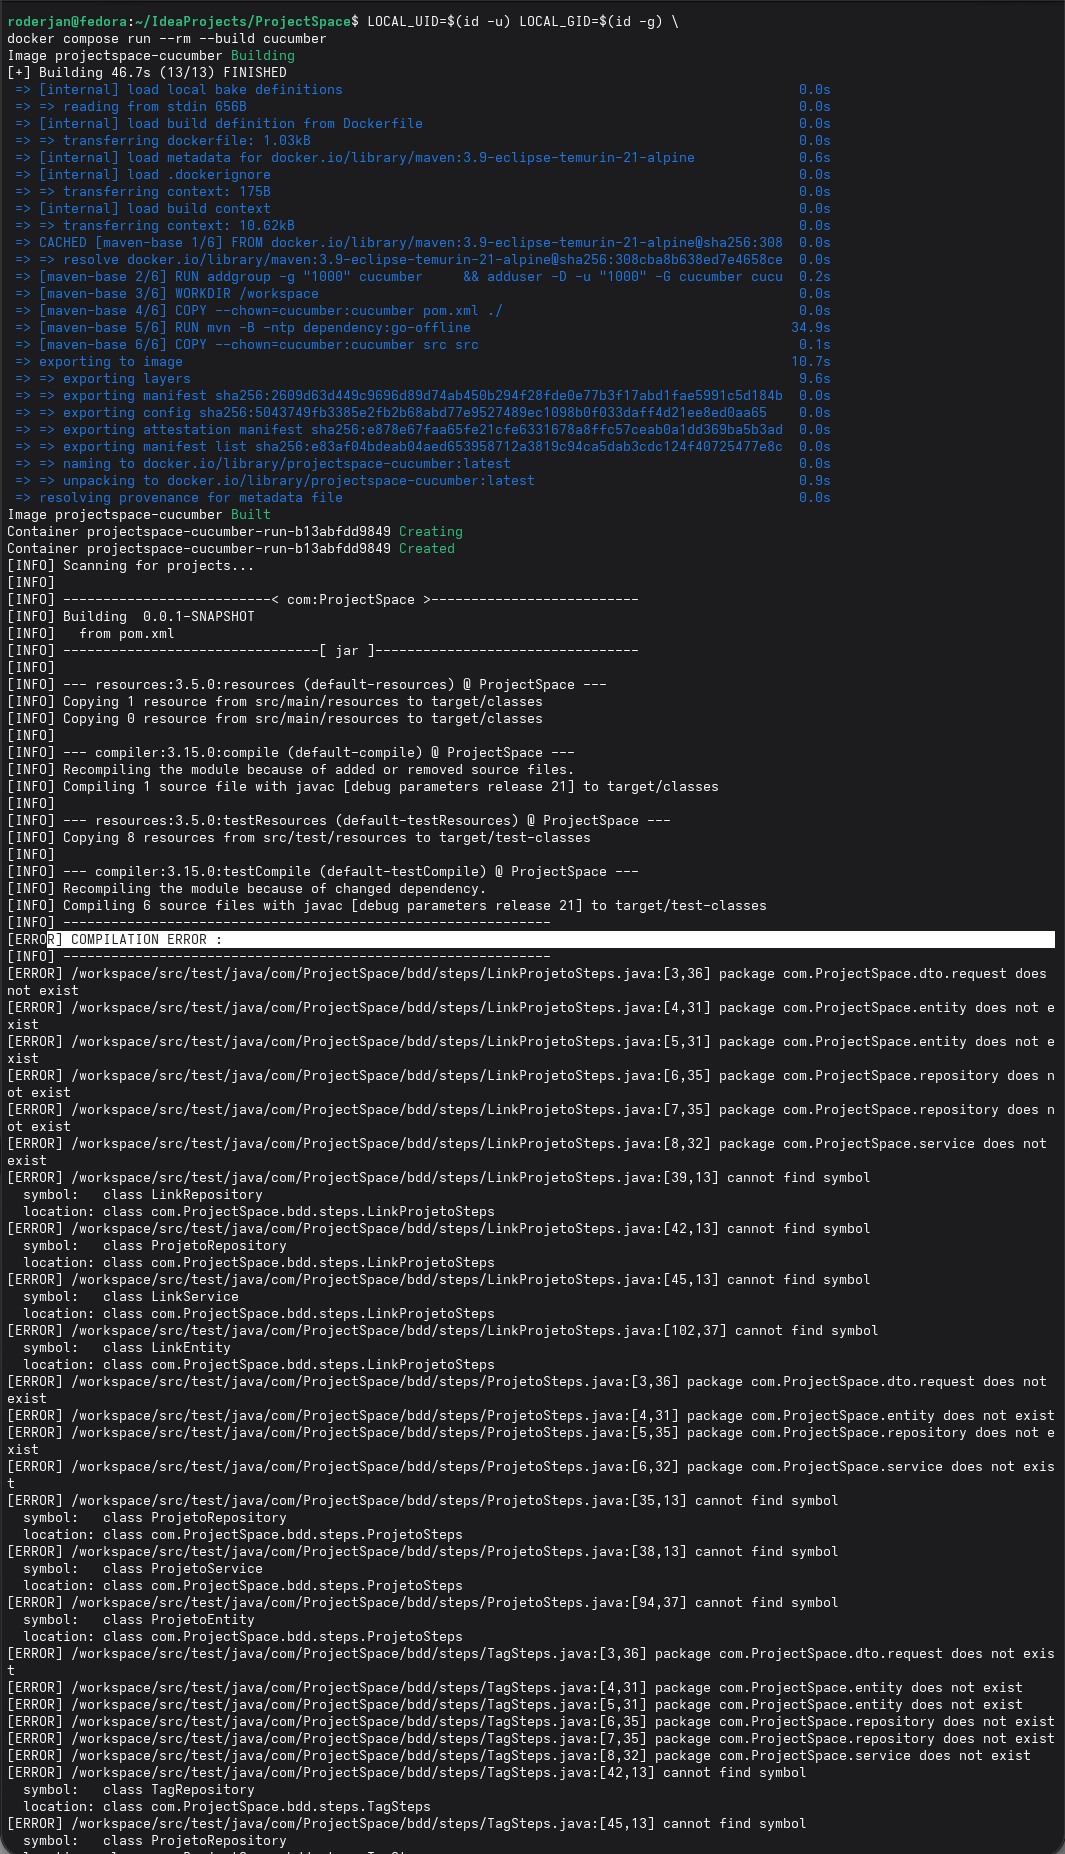 roderjan@fedora:~/IdeaProjects/ProjectSpace$ LOCAL_UID=$(id -u) LOCAL_GID=$(id -g) \
docker compose run --rm --build cucumber
Image projectspace-cucumber Building
[+] Building 46.7s (13/13) FINISHED
=> [internal] load local bake definitions 0.0s
=> => reading from stdin 656B 0.0s
=> [internal] load build definition from Dockerfile 0.0s
=> => transferring dockerfile: 1.03kB 0.0s
=> [internal] load metadata for docker.io/library/maven:3.9-eclipse-temurin-21-alpine 0.6s
=> [internal] load .dockerignore 0.0s
=> => transferring context: 175B 0.0s
=> [internal] load build context 0.0s
=> => transferring context: 10.62kB 0.0s
=> CACHED [maven-base 1/6] FROM docker.io/library/maven:3.9-eclipse-temurin-21-alpine@sha256:308 0.0s
=> => resolve docker.io/library/maven:3.9-eclipse-temurin-21-alpine@sha256:308cba8b638ed7e4658ce 0.0s
=> [maven-base 2/6] RUN addgroup -g "1000" cucumber     && adduser -D -u "1000" -G cucumber cucu 0.2s
=> [maven-base 3/6] WORKDIR /workspace 0.0s
=> [maven-base 4/6] COPY --chown=cucumber:cucumber pom.xml ./ 0.0s
=> [maven-base 5/6] RUN mvn -B -ntp dependency:go-offline 34.9s
=> [maven-base 6/6] COPY --chown=cucumber:cucumber src src 0.1s
=> exporting to image 10.7s
=> => exporting layers 9.6s
=> => exporting manifest sha256:2609d63d449c9696d89d74ab450b294f28fde0e77b3f17abd1fae5991c5d184b 0.0s
=> => exporting config sha256:5043749fb3385e2fb2b68abd77e9527489ec1098b0f033daff4d21ee8ed0aa65 0.0s
=> => exporting attestation manifest sha256:e878e67faa65fe21cfe6331678a8ffc57ceab0a1dd369ba5b3ad 0.0s
=> => exporting manifest list sha256:e83af04bdeab04aed653958712a3819c94ca5dab3cdc124f40725477e8c 0.0s
=> => naming to docker.io/library/projectspace-cucumber:latest 0.0s
=> => unpacking to docker.io/library/projectspace-cucumber:latest 0.9s
=> resolving provenance for metadata file 0.0s
Image projectspace-cucumber Built
Container projectspace-cucumber-run-b13abfdd9849 Creating
Container projectspace-cucumber-run-b13abfdd9849 Created
[INFO] Scanning for projects...
[INFO]
[INFO] --------------------------< com:ProjectSpace >--------------------------
[INFO] Building  0.0.1-SNAPSHOT
[INFO]   from pom.xml
[INFO] --------------------------------[ jar ]---------------------------------
[INFO]
[INFO] --- resources:3.5.0:resources (default-resources) @ ProjectSpace ---
[INFO] Copying 1 resource from src/main/resources to target/classes
[INFO] Copying 0 resource from src/main/resources to target/classes
[INFO]
[INFO] --- compiler:3.15.0:compile (default-compile) @ ProjectSpace ---
[INFO] Recompiling the module because of added or removed source files.
[INFO] Compiling 1 source file with javac [debug parameters release 21] to target/classes
[INFO]
[INFO] --- resources:3.5.0:testResources (default-testResources) @ ProjectSpace ---
[INFO] Copying 8 resources from src/test/resources to target/test-classes
[INFO]
[INFO] --- compiler:3.15.0:testCompile (default-testCompile) @ ProjectSpace ---
[INFO] Recompiling the module because of changed dependency.
[INFO] Compiling 6 source files with javac [debug parameters release 21] to target/test-classes
[INFO] -------------------------------------------------------------
[ERROR] COMPILATION ERROR :
[INFO] -------------------------------------------------------------
[ERROR] /workspace/src/test/java/com/ProjectSpace/bdd/steps/LinkProjetoSteps.java:[3,36] package com.ProjectSpace.dto.request does
not exist
[ERROR] /workspace/src/test/java/com/ProjectSpace/bdd/steps/LinkProjetoSteps.java:[4,31] package com.ProjectSpace.entity does not e
xist
[ERROR] /workspace/src/test/java/com/ProjectSpace/bdd/steps/LinkProjetoSteps.java:[5,31] package com.ProjectSpace.entity does not e
xist
[ERROR] /workspace/src/test/java/com/ProjectSpace/bdd/steps/LinkProjetoSteps.java:[6,35] package com.ProjectSpace.repository does n
ot exist
[ERROR] /workspace/src/test/java/com/ProjectSpace/bdd/steps/LinkProjetoSteps.java:[7,35] package com.ProjectSpace.repository does n
ot exist
[ERROR] /workspace/src/test/java/com/ProjectSpace/bdd/steps/LinkProjetoSteps.java:[8,32] package com.ProjectSpace.service does not
exist
[ERROR] /workspace/src/test/java/com/ProjectSpace/bdd/steps/LinkProjetoSteps.java:[39,13] cannot find symbol
symbol:   class LinkRepository
location: class com.ProjectSpace.bdd.steps.LinkProjetoSteps
[ERROR] /workspace/src/test/java/com/ProjectSpace/bdd/steps/LinkProjetoSteps.java:[42,13] cannot find symbol
symbol:   class ProjetoRepository
location: class com.ProjectSpace.bdd.steps.LinkProjetoSteps
[ERROR] /workspace/src/test/java/com/ProjectSpace/bdd/steps/LinkProjetoSteps.java:[45,13] cannot find symbol
symbol:   class LinkService
location: class com.ProjectSpace.bdd.steps.LinkProjetoSteps
[ERROR] /workspace/src/test/java/com/ProjectSpace/bdd/steps/LinkProjetoSteps.java:[102,37] cannot find symbol
symbol:   class LinkEntity
location: class com.ProjectSpace.bdd.steps.LinkProjetoSteps
[ERROR] /workspace/src/test/java/com/ProjectSpace/bdd/steps/ProjetoSteps.java:[3,36] package com.ProjectSpace.dto.request does not
exist
[ERROR] /workspace/src/test/java/com/ProjectSpace/bdd/steps/ProjetoSteps.java:[4,31] package com.ProjectSpace.entity does not exist
[ERROR] /workspace/src/test/java/com/ProjectSpace/bdd/steps/ProjetoSteps.java:[5,35] package com.ProjectSpace.repository does not e
xist
[ERROR] /workspace/src/test/java/com/ProjectSpace/bdd/steps/ProjetoSteps.java:[6,32] package com.ProjectSpace.service does not exis
t
[ERROR] /workspace/src/test/java/com/ProjectSpace/bdd/steps/ProjetoSteps.java:[35,13] cannot find symbol
symbol:   class ProjetoRepository
location: class com.ProjectSpace.bdd.steps.ProjetoSteps
[ERROR] /workspace/src/test/java/com/ProjectSpace/bdd/steps/ProjetoSteps.java:[38,13] cannot find symbol
symbol:   class ProjetoService
location: class com.ProjectSpace.bdd.steps.ProjetoSteps
[ERROR] /workspace/src/test/java/com/ProjectSpace/bdd/steps/ProjetoSteps.java:[94,37] cannot find symbol
symbol:   class ProjetoEntity
location: class com.ProjectSpace.bdd.steps.ProjetoSteps
[ERROR] /workspace/src/test/java/com/ProjectSpace/bdd/steps/TagSteps.java:[3,36] package com.ProjectSpace.dto.request does not exis
t
[ERROR] /workspace/src/test/java/com/ProjectSpace/bdd/steps/TagSteps.java:[4,31] package com.ProjectSpace.entity does not exist
[ERROR] /workspace/src/test/java/com/ProjectSpace/bdd/steps/TagSteps.java:[5,31] package com.ProjectSpace.entity does not exist
[ERROR] /workspace/src/test/java/com/ProjectSpace/bdd/steps/TagSteps.java:[6,35] package com.ProjectSpace.repository does not exist
[ERROR] /workspace/src/test/java/com/ProjectSpace/bdd/steps/TagSteps.java:[7,35] package com.ProjectSpace.repository does not exist
[ERROR] /workspace/src/test/java/com/ProjectSpace/bdd/steps/TagSteps.java:[8,32] package com.ProjectSpace.service does not exist
[ERROR] /workspace/src/test/java/com/ProjectSpace/bdd/steps/TagSteps.java:[42,13] cannot find symbol
symbol:   class TagRepository
location: class com.ProjectSpace.bdd.steps.TagSteps
[ERROR] /workspace/src/test/java/com/ProjectSpace/bdd/steps/TagSteps.java:[45,13] cannot find symbol
symbol:   class ProjetoRepository